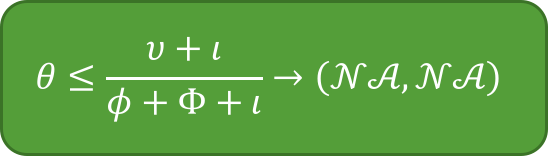 θ ≤ (υ + ι) / (ϕ + Φ + ι) → (𝒩𝒜, 𝒩𝒜)